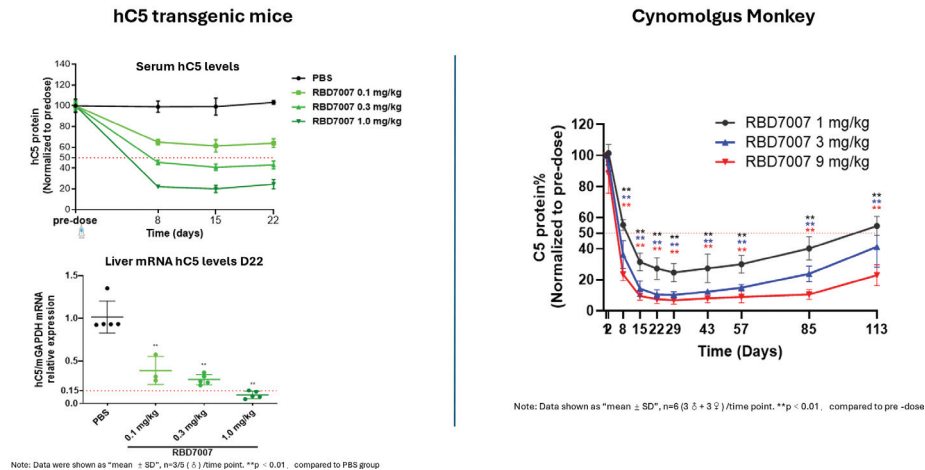 hC5 transgenic mice
Serum hC5 levels
hC5 protein
(Normalized to predose)
140
120
100
80
60
50
40
20
0
pre-dose
8
15
22
Time (days)
PBS
RBD7007 0.1 mg/kg
RBD7007 0.3 mg/kg
RBD7007 1.0 mg/kg
Liver mRNA hC5 levels D22
hC5/mGAPDH mRNA
relative expression
1.5
1.0
0.5
0.15
0.0
**
**
**
PBS
0.1 mg/kg
0.3 mg/kg
1.0 mg/kg
RBD7007
Note: Data were shown as “mean ± SD”, n=3/5 (♂) /time point. **p < 0.01, compared to PBS group
Cynomolgus Monkey
C5 protein%
(Normalized to pre-dose)
120
100
80
60
50
40
20
0
RBD7007 1 mg/kg
RBD7007 3 mg/kg
RBD7007 9 mg/kg
** ** ** ** ** ** ** **
** ** ** ** ** ** ** **
** ** ** ** ** ** ** **
1 2 8 15 22 29 43 57 85 113
Time (Days)
Note: Data shown as “mean ± SD”, n=6 (3♂+3♀) /time point. **p < 0.01, compared to pre -dose